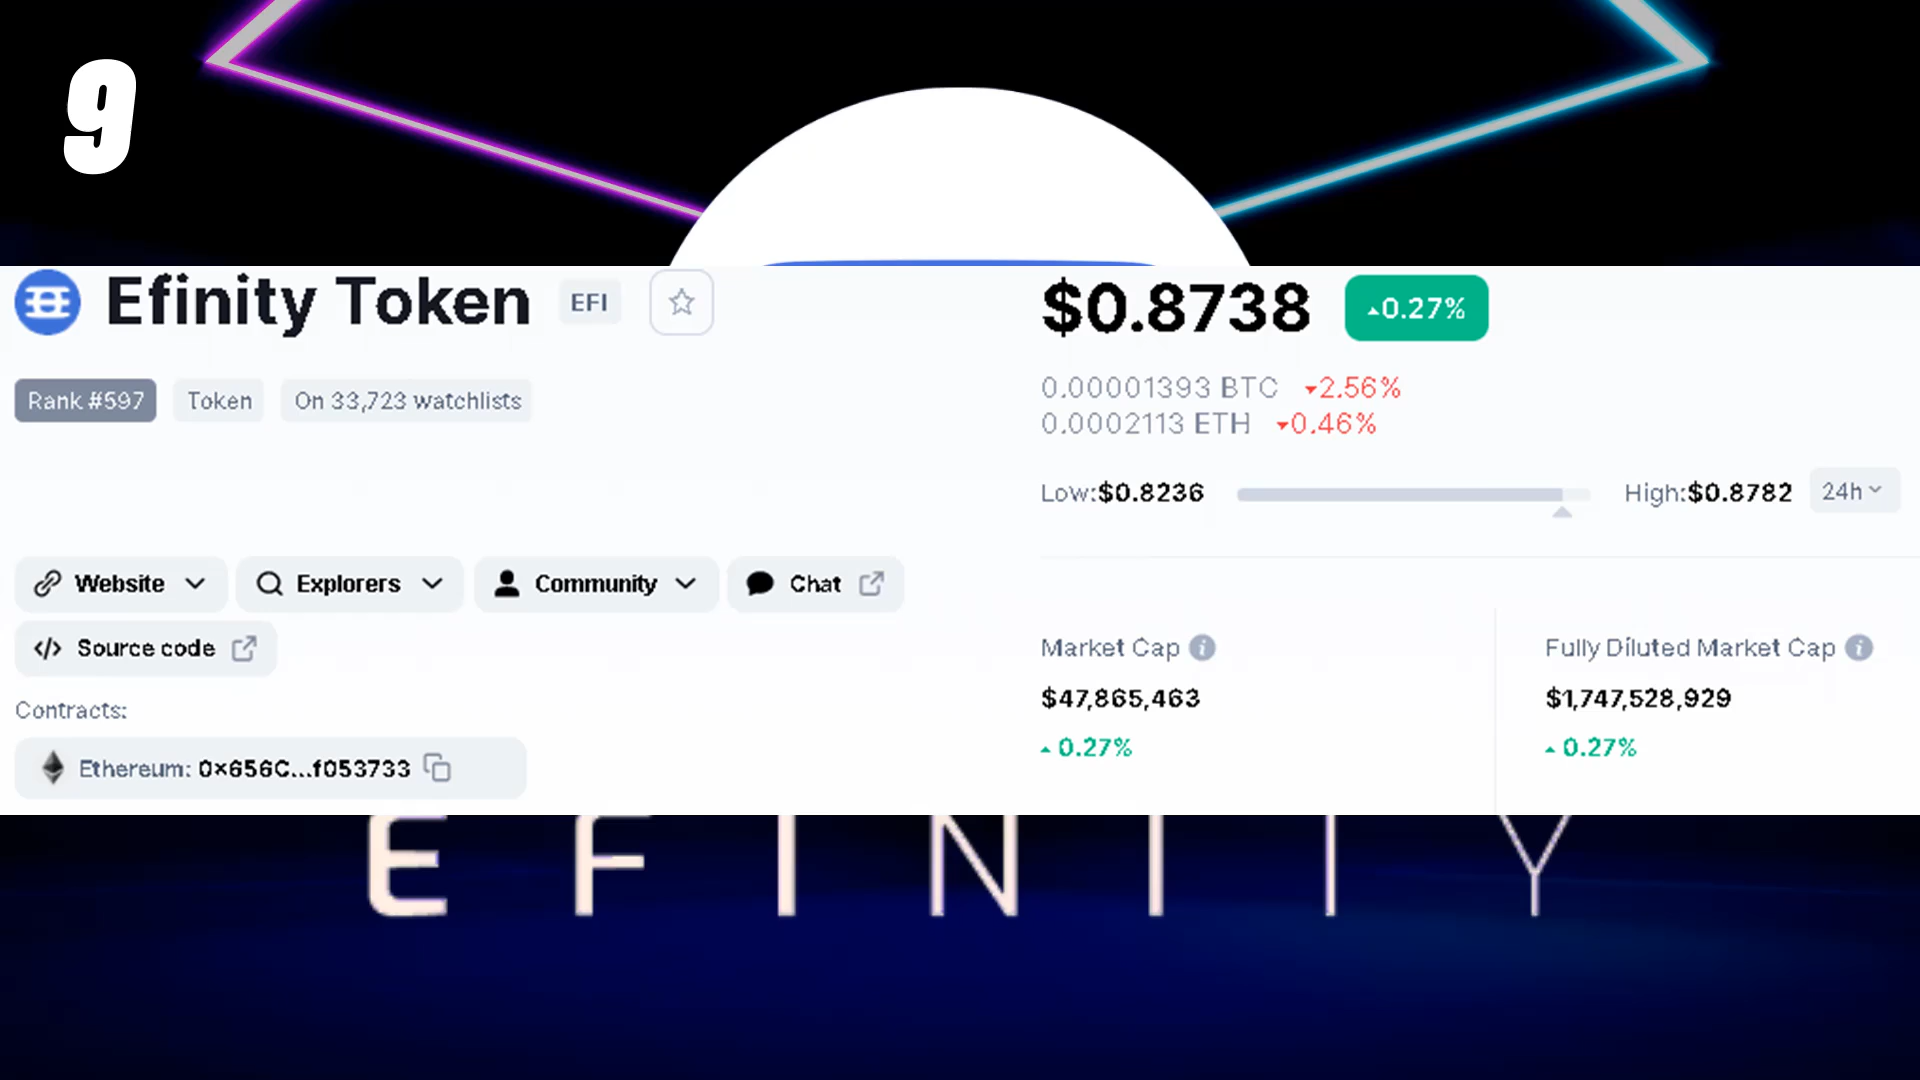 9
Efinity Token EFI
Rank #597 Token On 33,723 watchlists
Website Explorers Community Chat
Source code
Contracts:
Ethereum: 0x656C...f053733
$0.8738 0.27%
0.00001393 BTC 2.56%
0.0002113 ETH 0.46%
Low:$0.8236 High:$0.8782 24h
Market Cap
$47,865,463
0.27%
Fully Diluted Market Cap
$1,747,528,929
0.27%
EFINITY